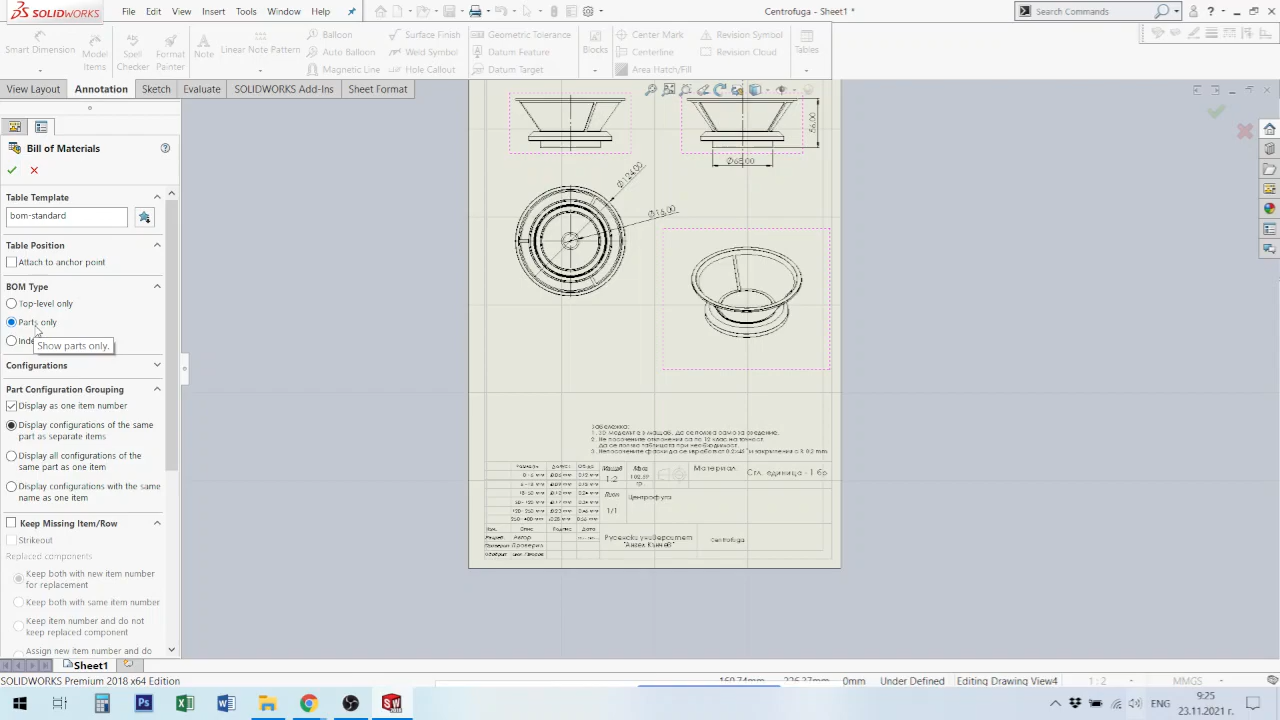 SOLIDWORKS
File Edit View Insert Tools Window Help
Centrofuga - Sheet1 *
Search Commands
Smart Dimension
Model Items
Spell Checker
Format Painter
Note
Linear Note Pattern
Balloon
Auto Balloon
Magnetic Line
Surface Finish
Weld Symbol
Hole Callout
Geometric Tolerance
Datum Feature
Datum Target
Blocks
Center Mark
Centerline
Area Hatch/Fill
Revision Symbol
Revision Cloud
Tables
View Layout Annotation Sketch Evaluate SOLIDWORKS Add-Ins Sheet Format
Bill of Materials
Table Template
bom-standard
Table Position
Attach to anchor point
BOM Type
Top-level only
Parts only
Show parts only.
Configurations
Part Configuration Grouping
Display as one item number
Display configurations of the same
part as separate items
Display all configurations of the
same part as one item
Display configurations with the same
name as one item
Keep Missing Item/Row
Strikeout
Replaced components
Keep both with new item number
for replacement
Keep both with same item number
Keep item number and do not
keep replaced component
Assign new item number and do
56.00
Ø65.00
Ø124.00
Ø16.00
Забележка:
Материал:
Сгл. единица - 1 бр
Маса
1:2
Лист
1/1
Центрофуга
Русенски университет
"Ангел Кънчев"
Sheet1
SOLIDWORKS Premium 2018 x64 Edition
0mm Under Defined Editing Drawing View4 1 : 2 MMGS
ENG
9:25
23.11.2021 г.